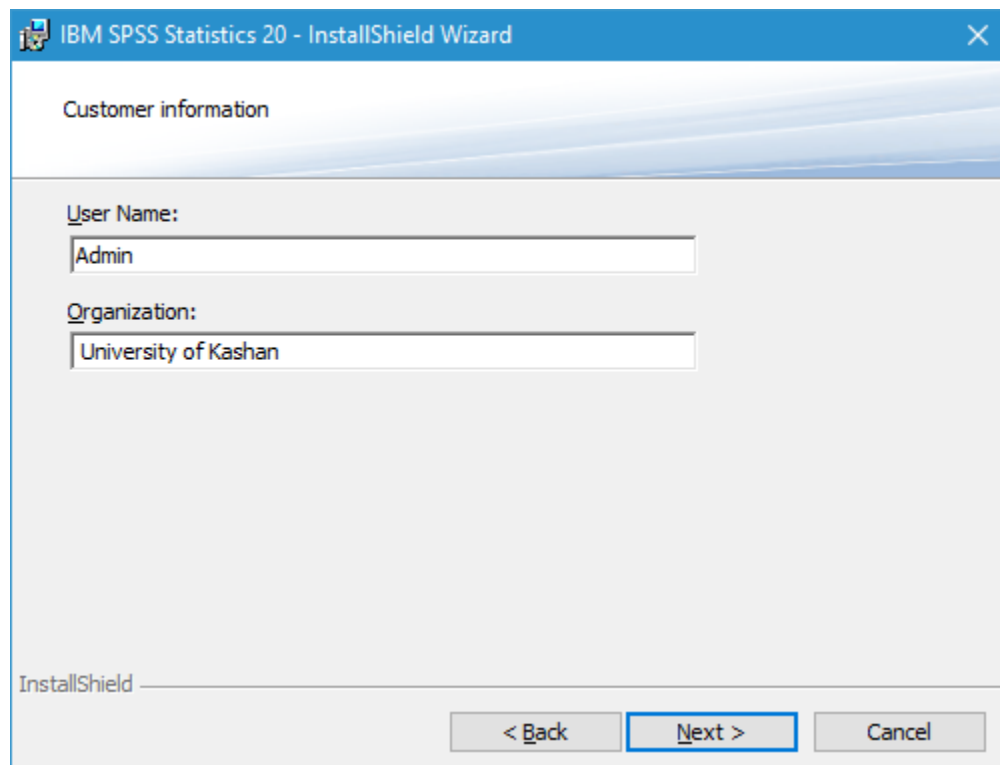 IBM SPSS Statistics 20 - InstallShield Wizard
Customer information
User Name:
Admin
Organization:
University of Kashan
InstallShield
< Back Next > Cancel